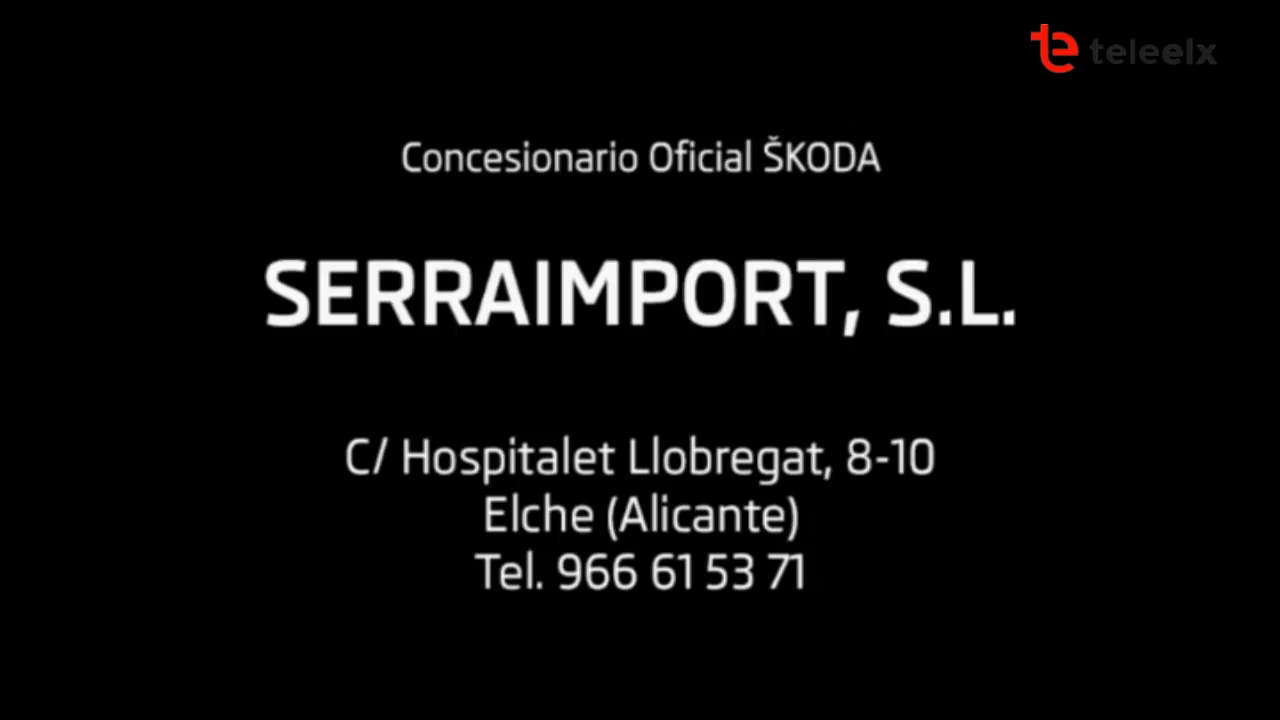 teleelx
Concesionario Oficial ŠKODA
SERRAIMPORT, S.L.
C/ Hospitalet Llobregat, 8-10
Elche (Alicante)
Tel. 966 61 53 71